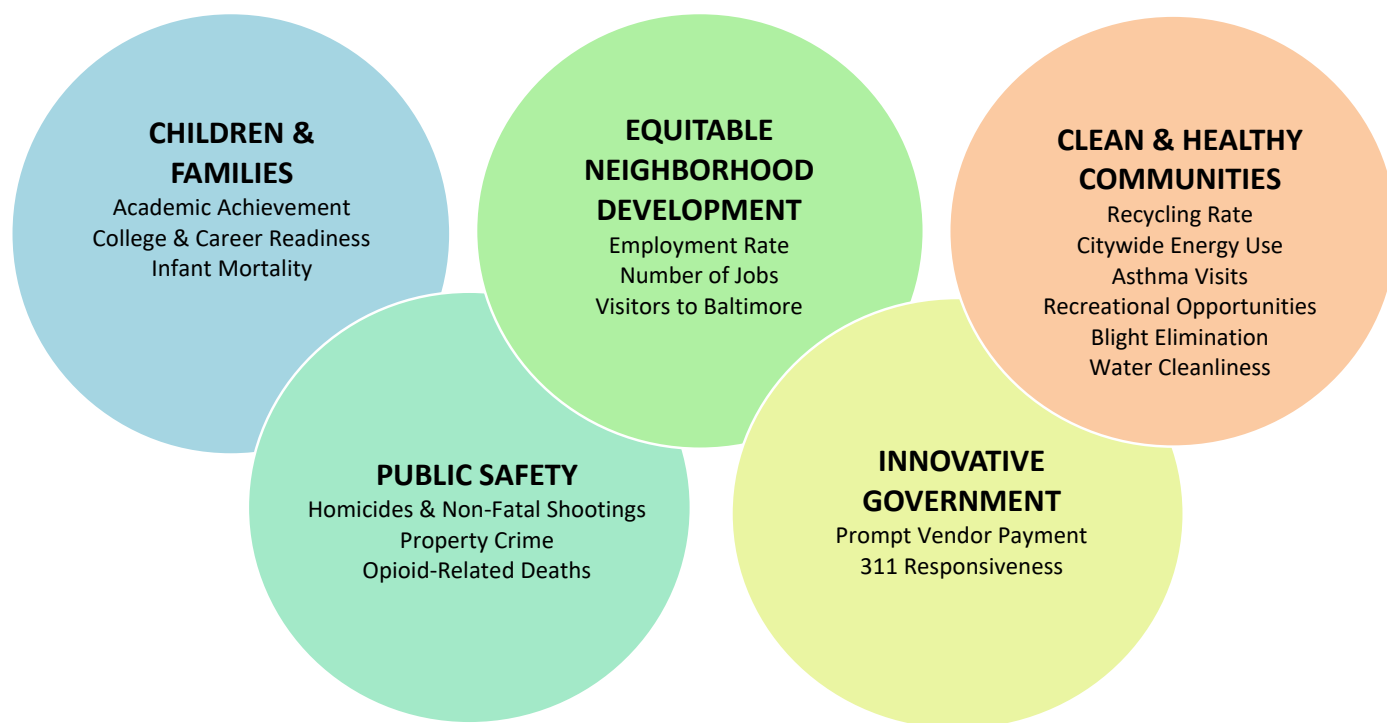 CHILDREN &
FAMILIES
Academic Achievement
College & Career Readiness
Infant Mortality
EQUITABLE
NEIGHBORHOOD
DEVELOPMENT
Employment Rate
Number of Jobs
Visitors to Baltimore
CLEAN & HEALTHY
COMMUNITIES
Recycling Rate
Citywide Energy Use
Asthma Visits
Recreational Opportunities
Blight Elimination
Water Cleanliness
PUBLIC SAFETY
Homicides & Non-Fatal Shootings
Property Crime
Opioid-Related Deaths
INNOVATIVE
GOVERNMENT
Prompt Vendor Payment
311 Responsiveness